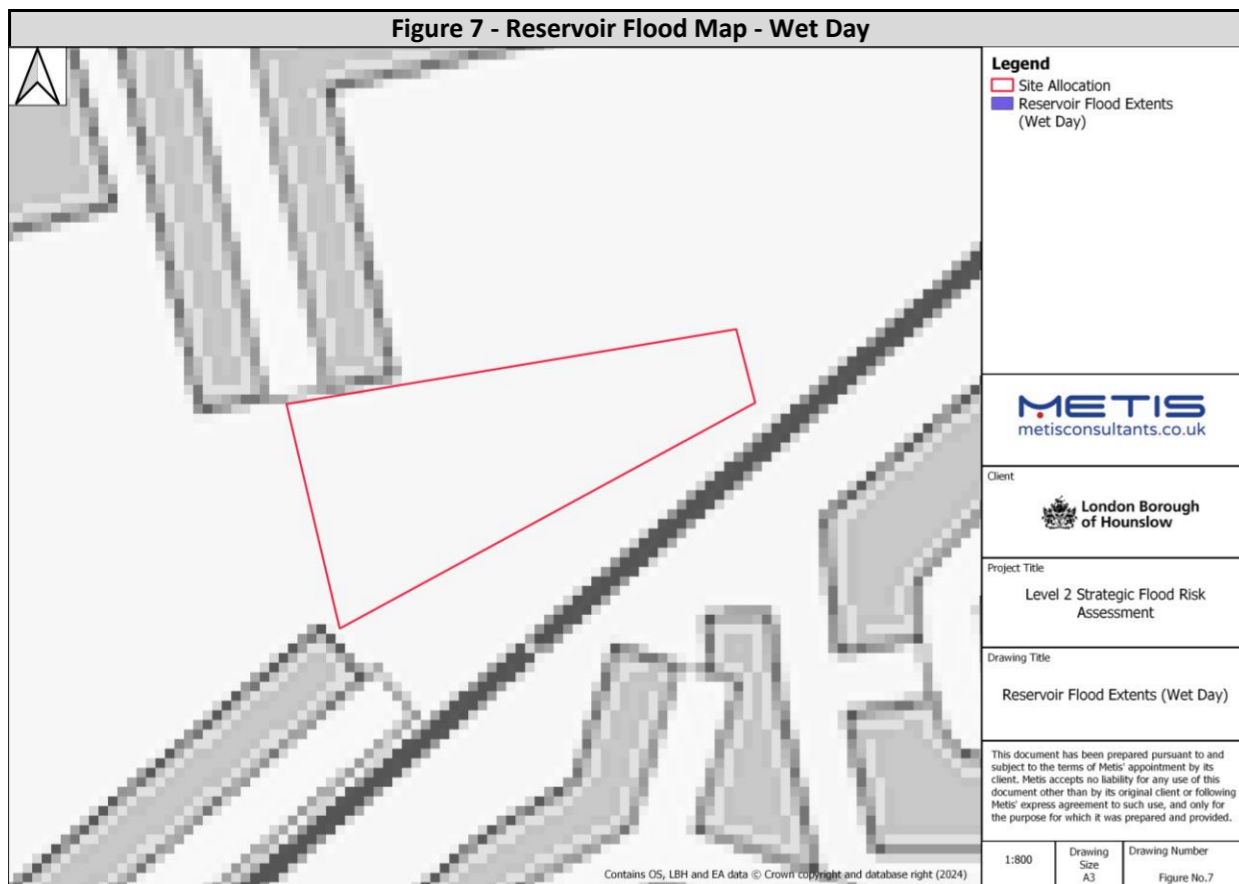 Figure 7 - Reservoir Flood Map - Wet Day
Legend
Site Allocation
Reservoir Flood Extents
(Wet Day)
METIS
metisconsultants.co.uk
Client
London Borough
of Hounslow
Project Title
Level 2 Strategic Flood Risk
Assessment
Drawing Title
Reservoir Flood Extents (Wet Day)
This document has been prepared pursuant to and
subject to the terms of Metis' appointment by its
client. Metis accepts no liability for any use of this
document other than by its original client or following
Metis' express agreement to such use, and only for
the purpose for which it was prepared and provided.
1:800
Drawing
Size
A3
Drawing Number
Figure No.7
Contains OS, LBH and EA data © Crown copyright and database right (2024)